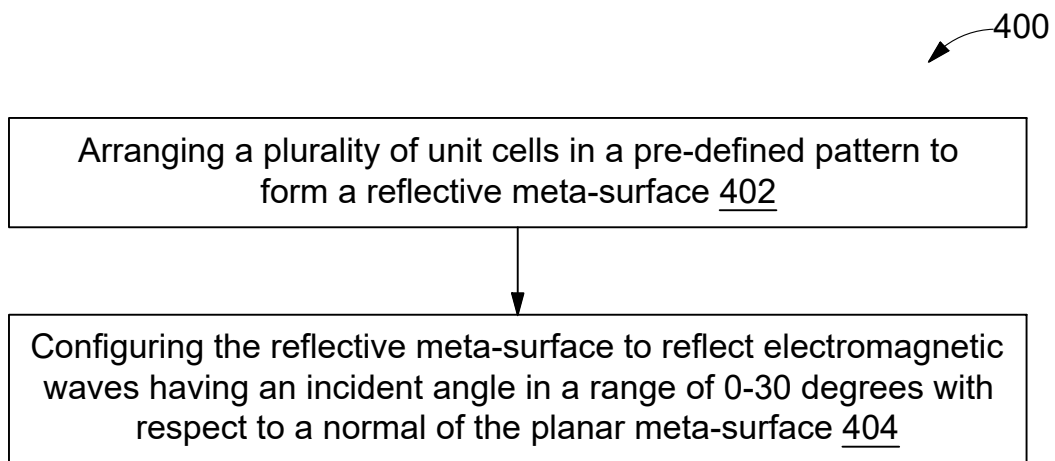 400
Arranging a plurality of unit cells in a pre-defined pattern to
form a reflective meta-surface 402
Configuring the reflective meta-surface to reflect electromagnetic
waves having an incident angle in a range of 0-30 degrees with
respect to a normal of the planar meta-surface 404